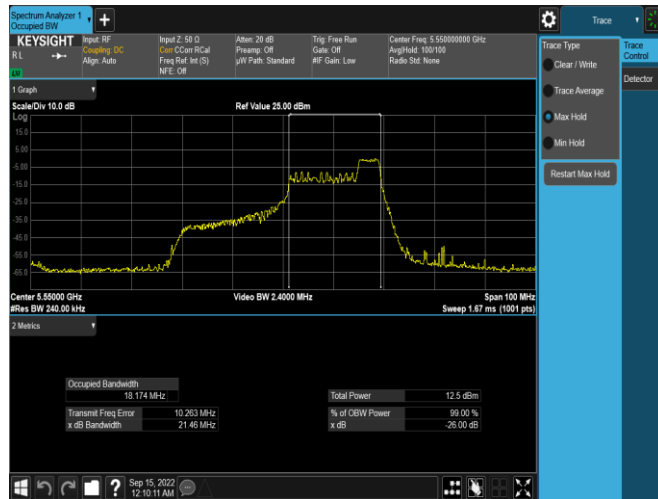 Spectrum Analyzer 1
Occupied BW
KEYSIGHT
RL
Input: RF
Coupling: DC
Align: Auto
Input Z: 50 Ω
Corr CCorr RCal
Freq Ref: Int (S)
NFE: Off
Atten: 20 dB
Preamp: Off
µW Path: Standard
Trig: Free Run
Gate: Off
#IF Gain: Low
Center Freq: 5.550000000 GHz
Avg|Hold: 100/100
Radio Std: None
1 Graph
Scale/Div 10.0 dB
Ref Value 25.00 dBm
Log
15.0
5.00
-5.00
-15.0
-25.0
-35.0
-45.0
-55.0
-65.0
Center 5.55000 GHz
Video BW 2.4000 MHz
Span 100 MHz
#Res BW 240.00 kHz
Sweep 1.67 ms (1001 pts)
2 Metrics
Occupied Bandwidth
18.174 MHz
Total Power 12.5 dBm
Transmit Freq Error 10.263 MHz
% of OBW Power 99.00 %
x dB Bandwidth 21.46 MHz
x dB -26.00 dB
Sep 15, 2022
12:10:11 AM
Trace
Trace Type
Clear / Write
Trace Average
Max Hold
Min Hold
Restart Max Hold
Trace
Control
Detector